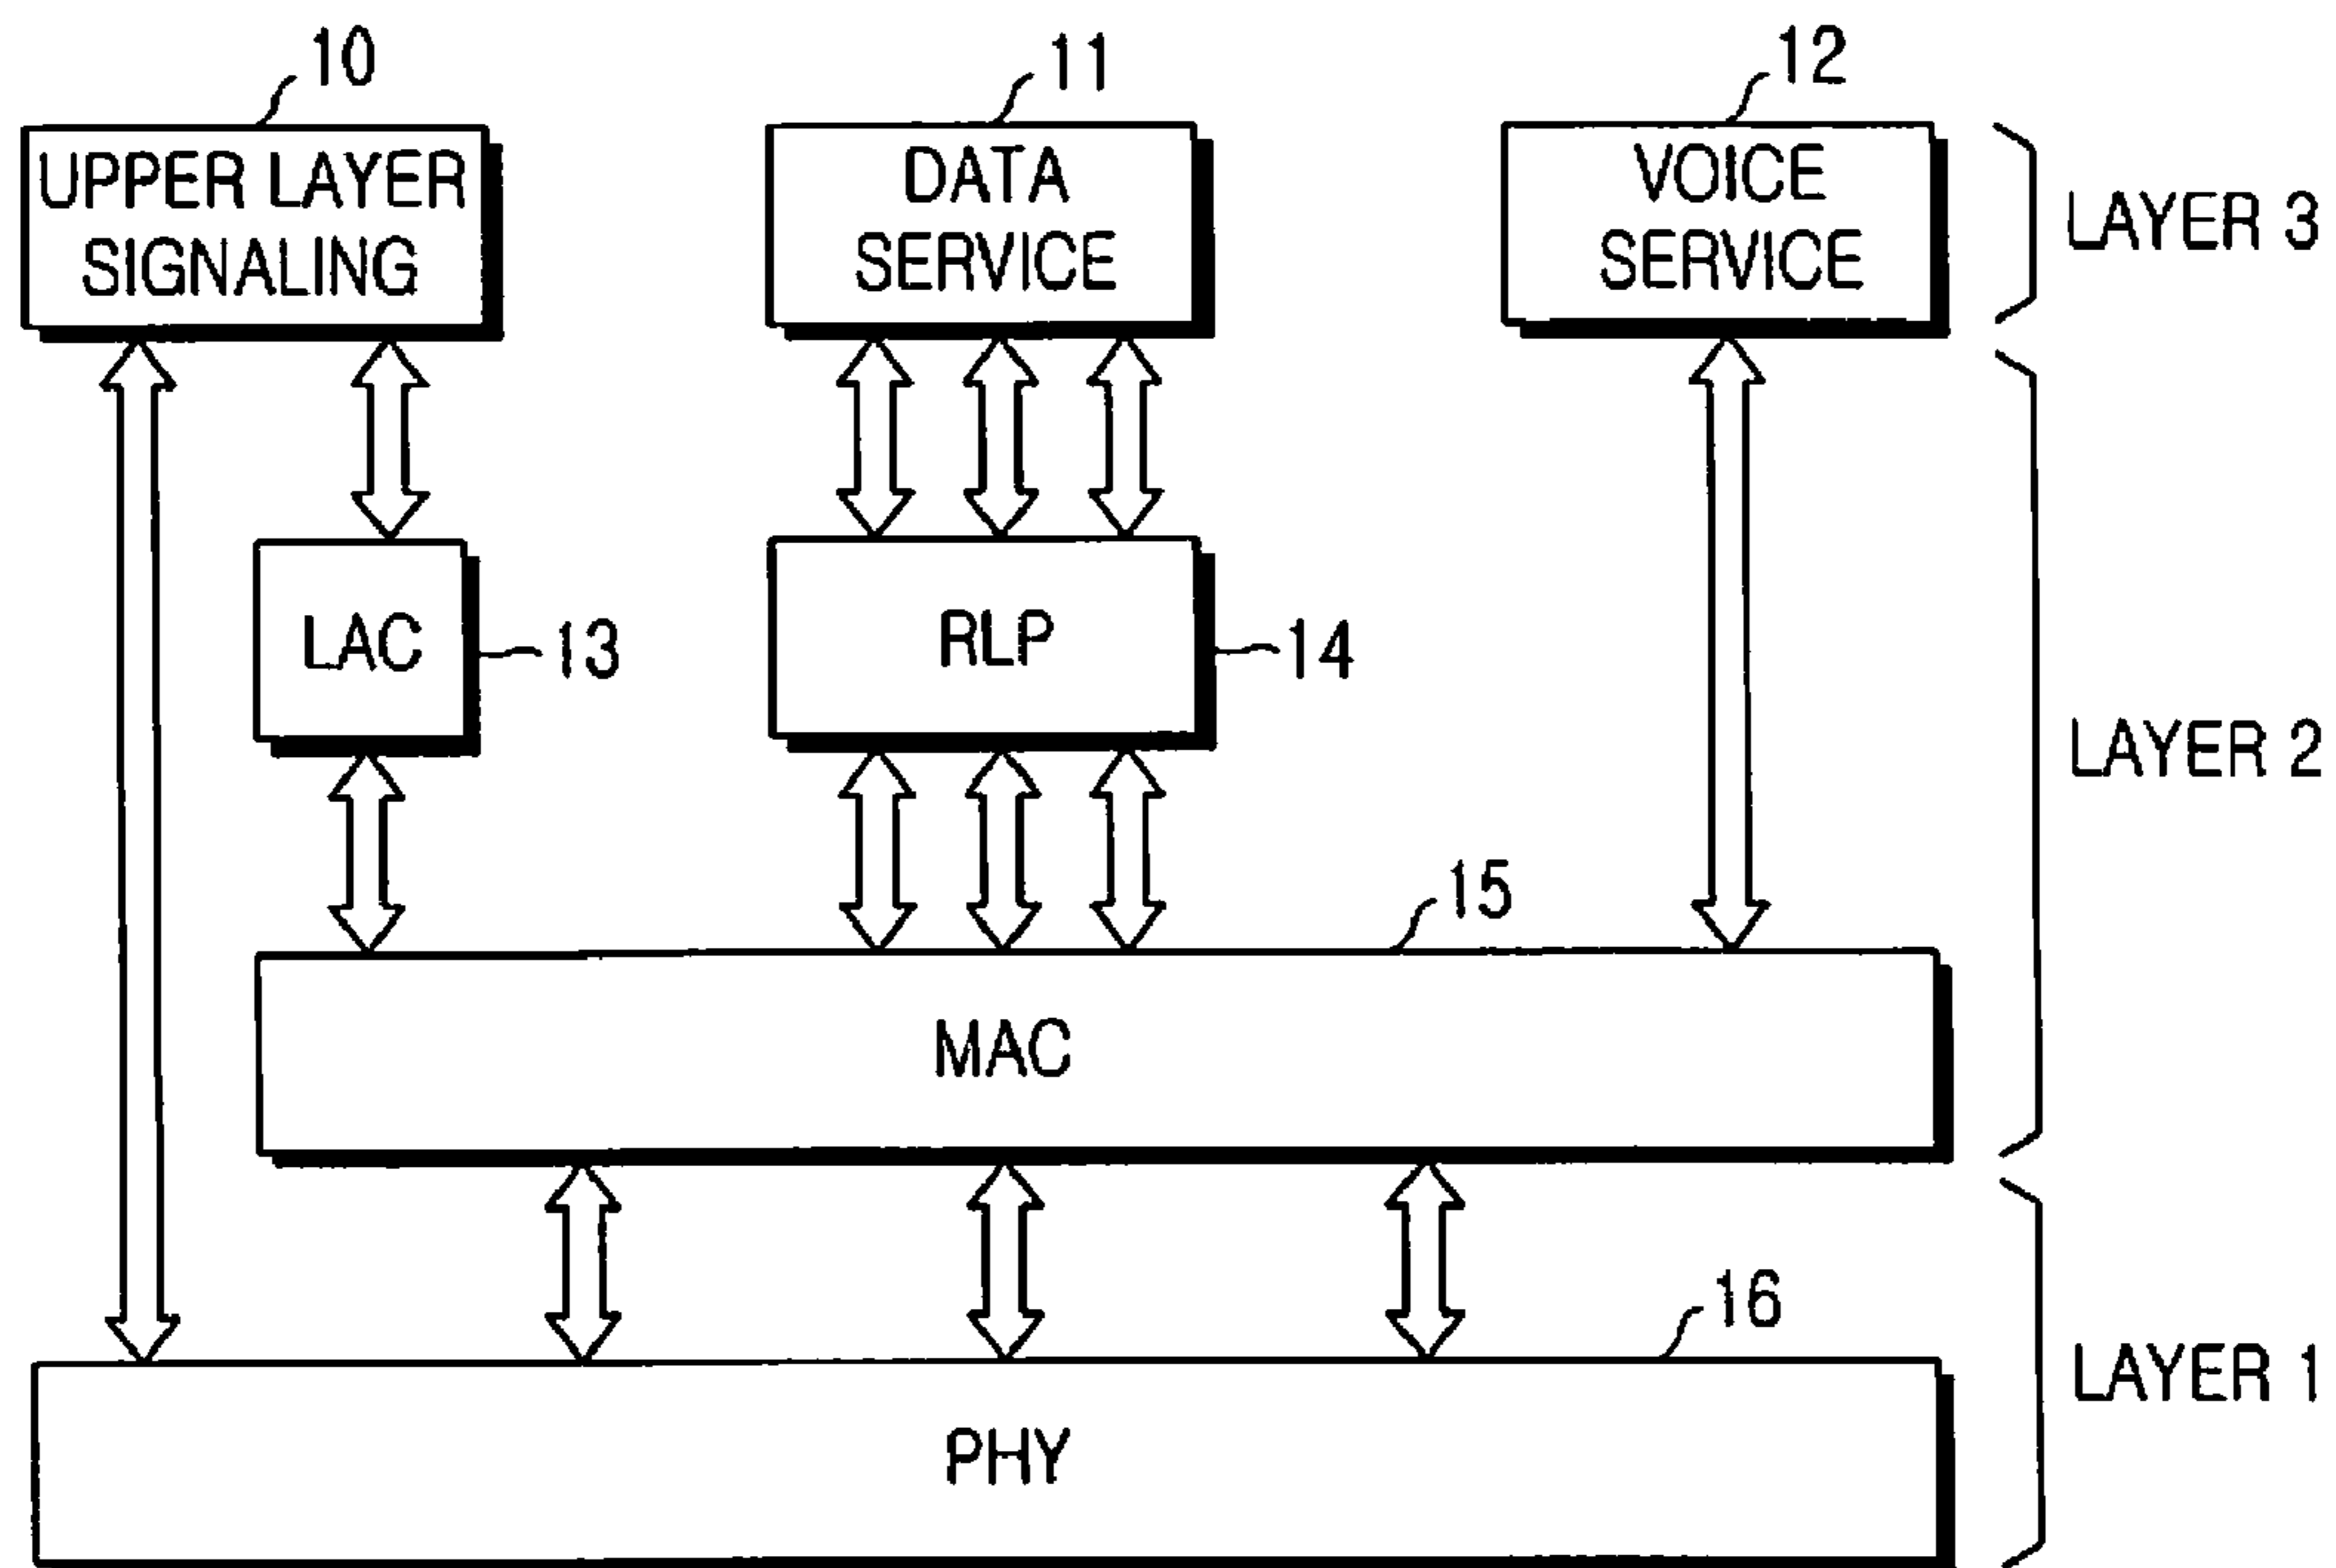 10
11
12
UPPER LAYER
SIGNALING
DATA
SERVICE
VOICE
SERVICE
LAYER 3
LAC
13
RLP
14
LAYER 2
15
MAC
16
LAYER 1
PHY